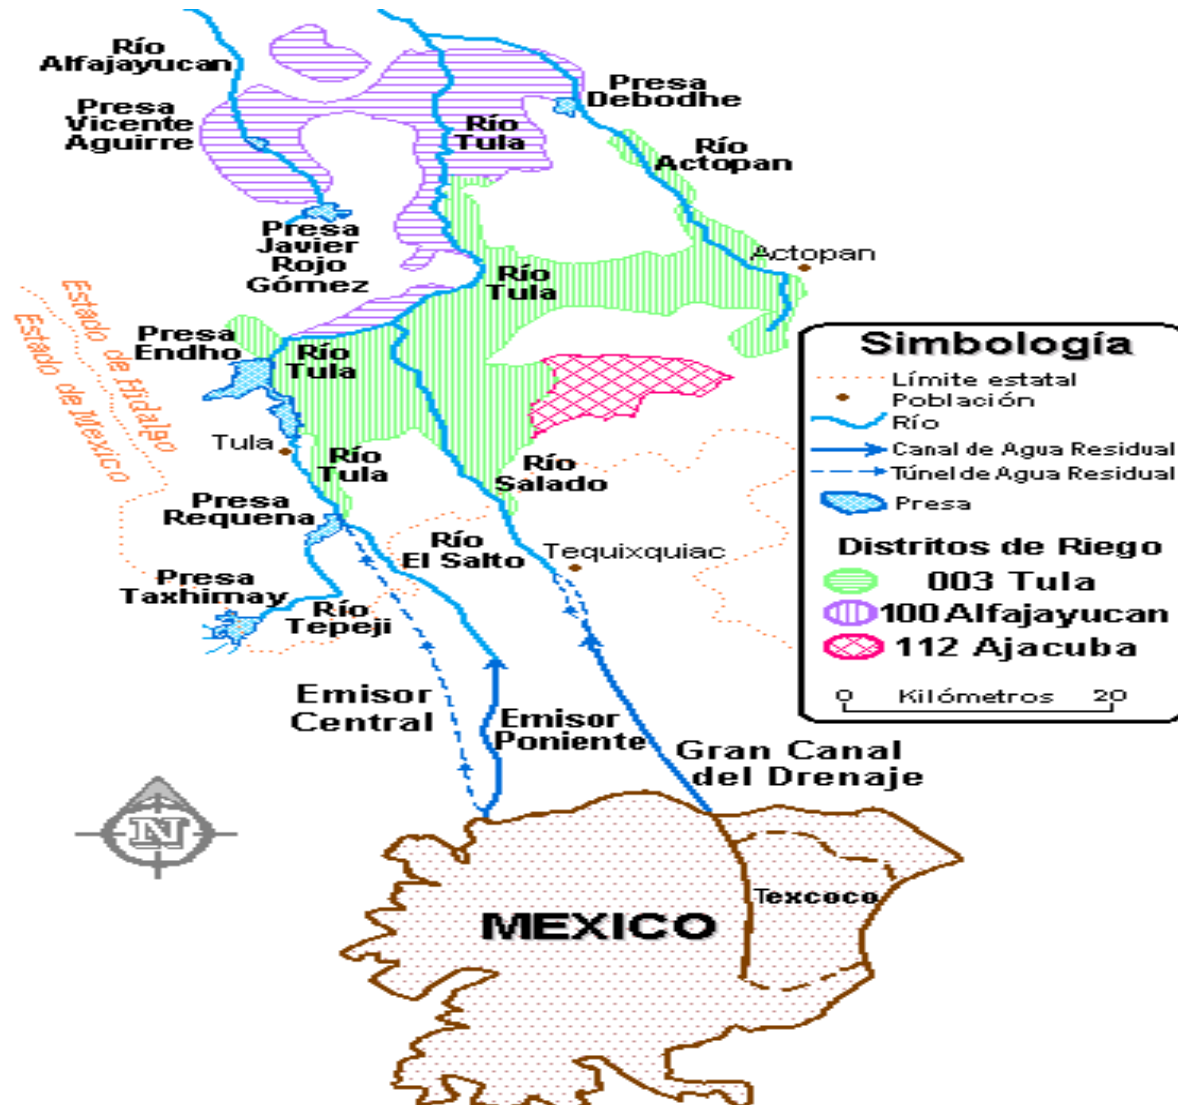 Río
Alfajayucan
Presa
Vicente
Aguirre
Presa
Debodhe
Río
Tula
Río
Actopan
Presa
Javier
Rojo
Gómez
Río
Tula
Actopan
Estado de Hidalgo
Estado de Mexico
Presa
Endho
Río
Tula
Tula
Río
Tula
Río
Salado
Presa
Requena
Río
El Salto
Tequixquiac
Presa
Taxhimay
Río
Tepeji
Emisor
Central
Emisor
Poniente
Gran Canal
del Drenaje
N
MEXICO
Texcoco
Simbología
Límite estatal
Población
Río
Canal de Agua Residual
Túnel de Agua Residual
Presa
Distritos de Riego
003 Tula
100 Alfajayucan
112 Ajacuba
0 Kilómetros 20